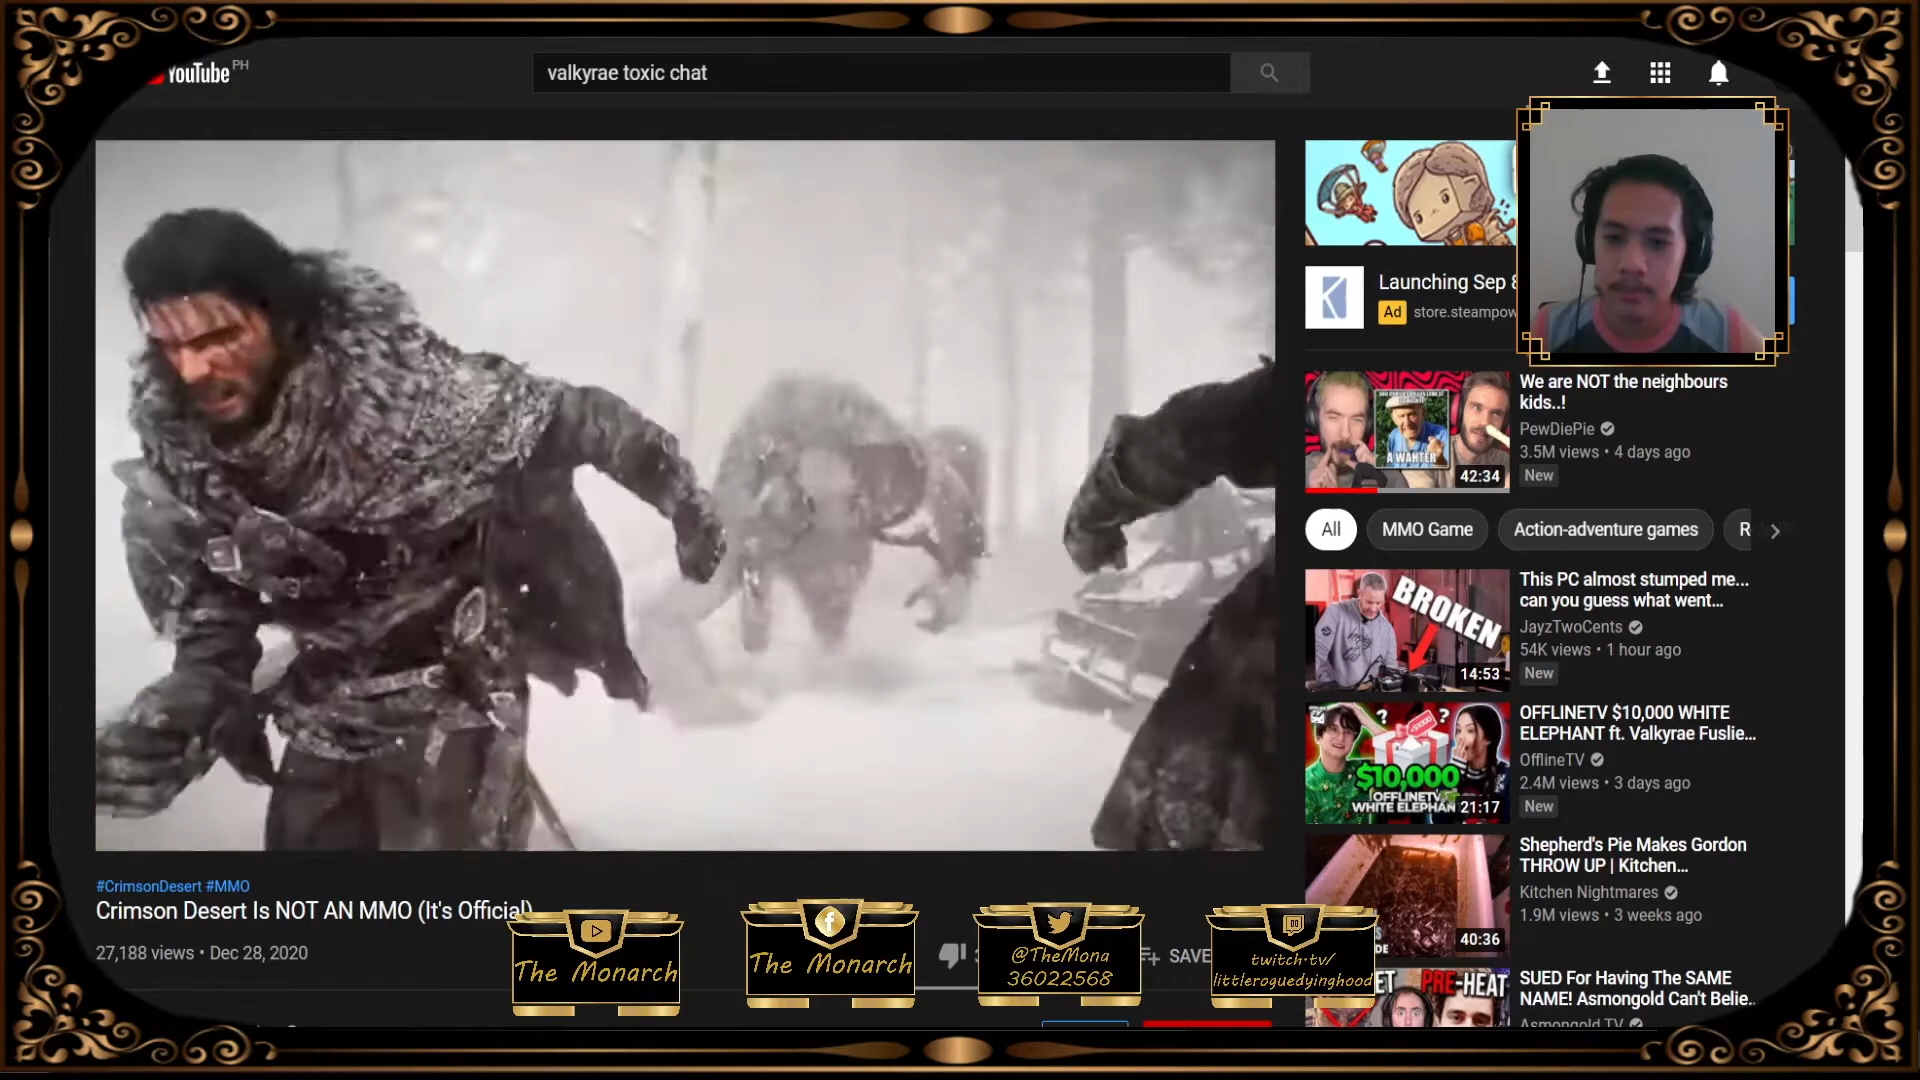 YouTube PH
valkyrae toxic chat
Launching Sep 8
Ad store.steampow
We are NOT the neighbours
kids..!
PewDiePie
3.5M views • 4 days ago
New
A WAHTER
42:34
All
MMO Game
Action-adventure games
R
This PC almost stumped me...
can you guess what went...
JayzTwoCents
54K views • 1 hour ago
New
BROKEN
14:53
OFFLINETV $10,000 WHITE
ELEPHANT ft. Valkyrae Fuslie...
OfflineTV
2.4M views • 3 days ago
New
$10,000
OFFLINETV
WHITE ELEPHAN
21:17
Shepherd's Pie Makes Gordon
THROW UP | Kitchen...
Kitchen Nightmares
1.9M views • 3 weeks ago
40:36
SUED For Having The SAME
NAME! Asmongold Can't Belie..
Asmongold TV
PRE-HEAT
#CrimsonDesert #MMO
Crimson Desert Is NOT AN MMO (It's Official)
27,188 views • Dec 28, 2020
SAVE
The Monarch
The Monarch
@TheMona
36022568
twitch.tv/
littleroguedyinghood